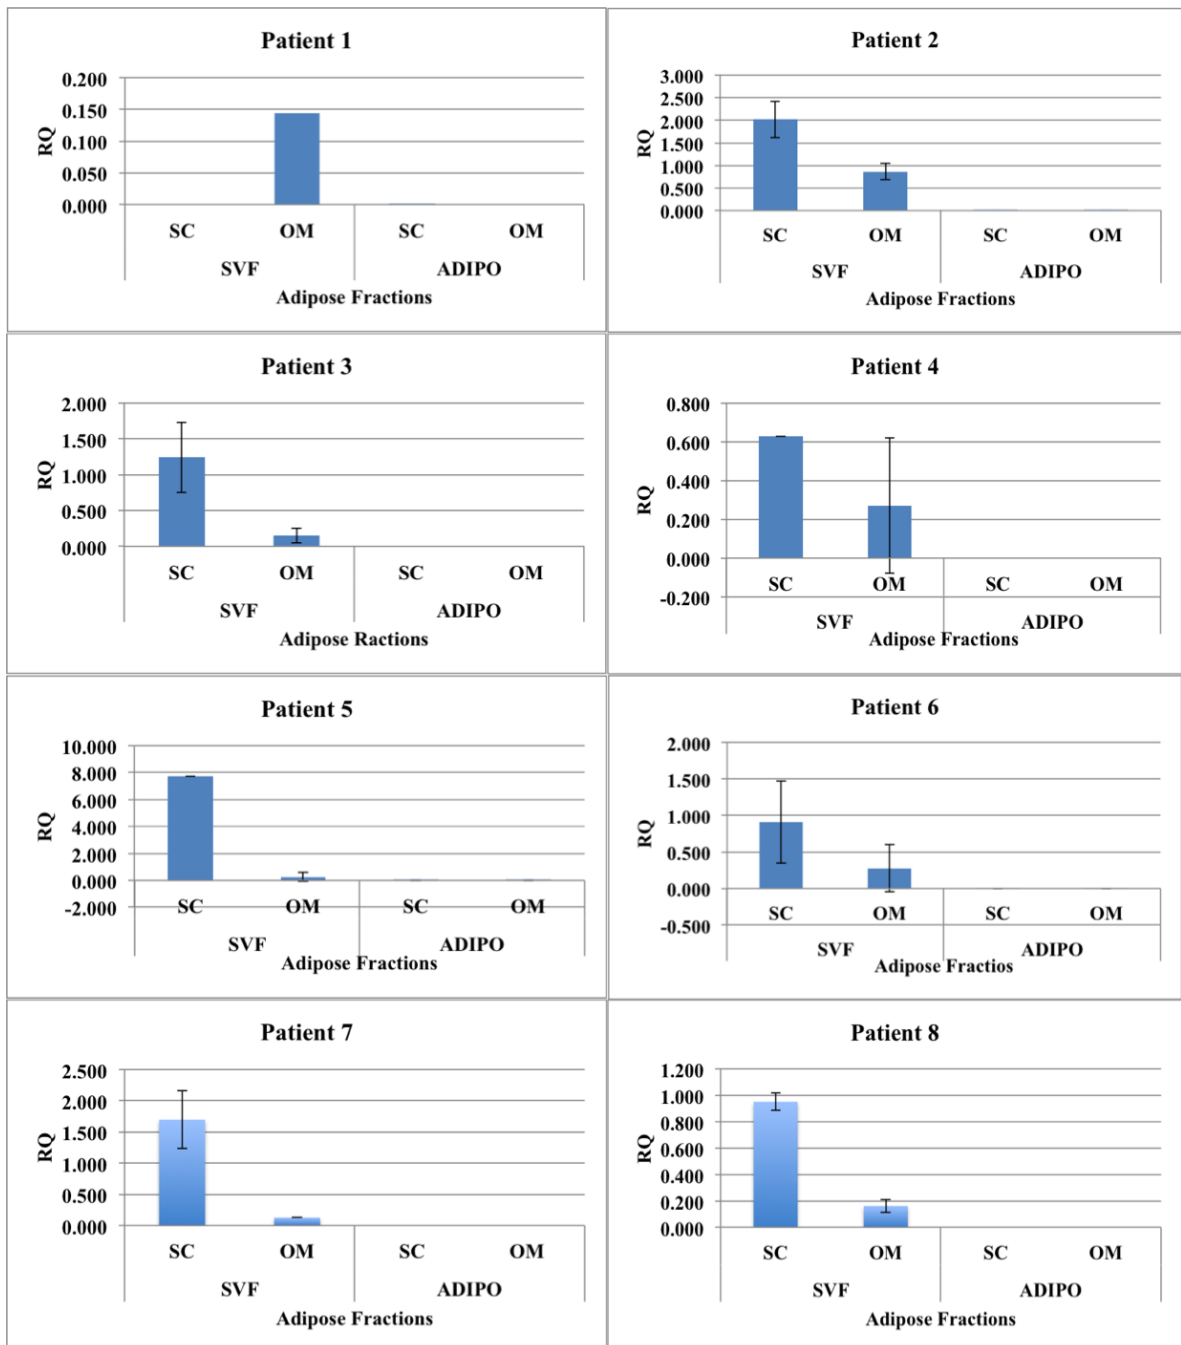 Patient 1
0.200
0.150
0.100
0.050
0.000
RQ
SC OM SC OM
SVF ADIPO
Adipose Fractions
Patient 2
3.000
2.500
2.000
1.500
1.000
0.500
0.000
RQ
SC OM SC OM
SVF ADIPO
Adipose Fractions
Patient 3
2.000
1.500
1.000
0.500
0.000
RQ
SC OM SC OM
SVF ADIPO
Adipose Ractions
Patient 4
0.800
0.600
0.400
0.200
0.000
-0.200
RQ
SC OM SC OM
SVF ADIPO
Adipose Fractions
Patient 5
10.000
8.000
6.000
4.000
2.000
0.000
-2.000
RQ
SC OM SC OM
SVF ADIPO
Adipose Fractions
Patient 6
2.000
1.500
1.000
0.500
0.000
-0.500
RQ
SC OM SC OM
SVF ADIPO
Adipose Fractios
Patient 7
2.500
2.000
1.500
1.000
0.500
0.000
RQ
SC OM SC OM
SVF ADIPO
Adipose Fractions
Patient 8
1.200
1.000
0.800
0.600
0.400
0.200
0.000
RQ
SC OM SC OM
SVF ADIPO
Adipose Fractions